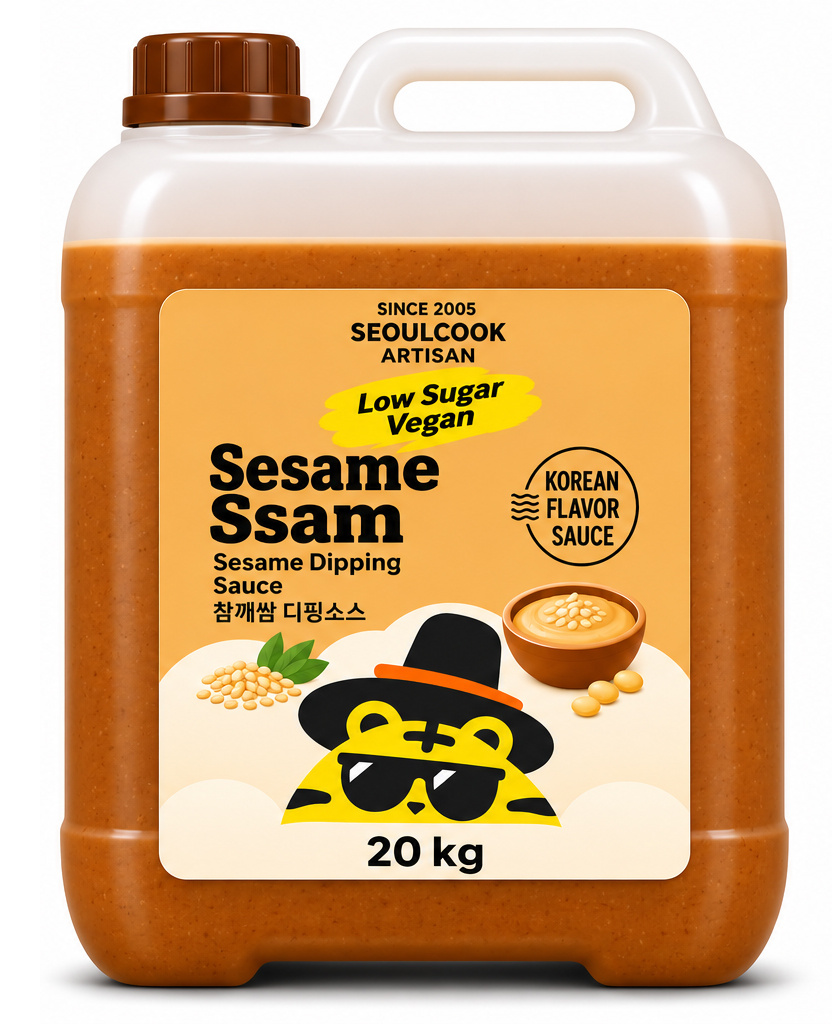 SINCE 2005
SEOULCOOK
ARTISAN
Low Sugar
Vegan
Sesame
Ssam
Sesame Dipping
Sauce
참깨쌈 디핑소스
KOREAN
FLAVOR
SAUCE
20 kg